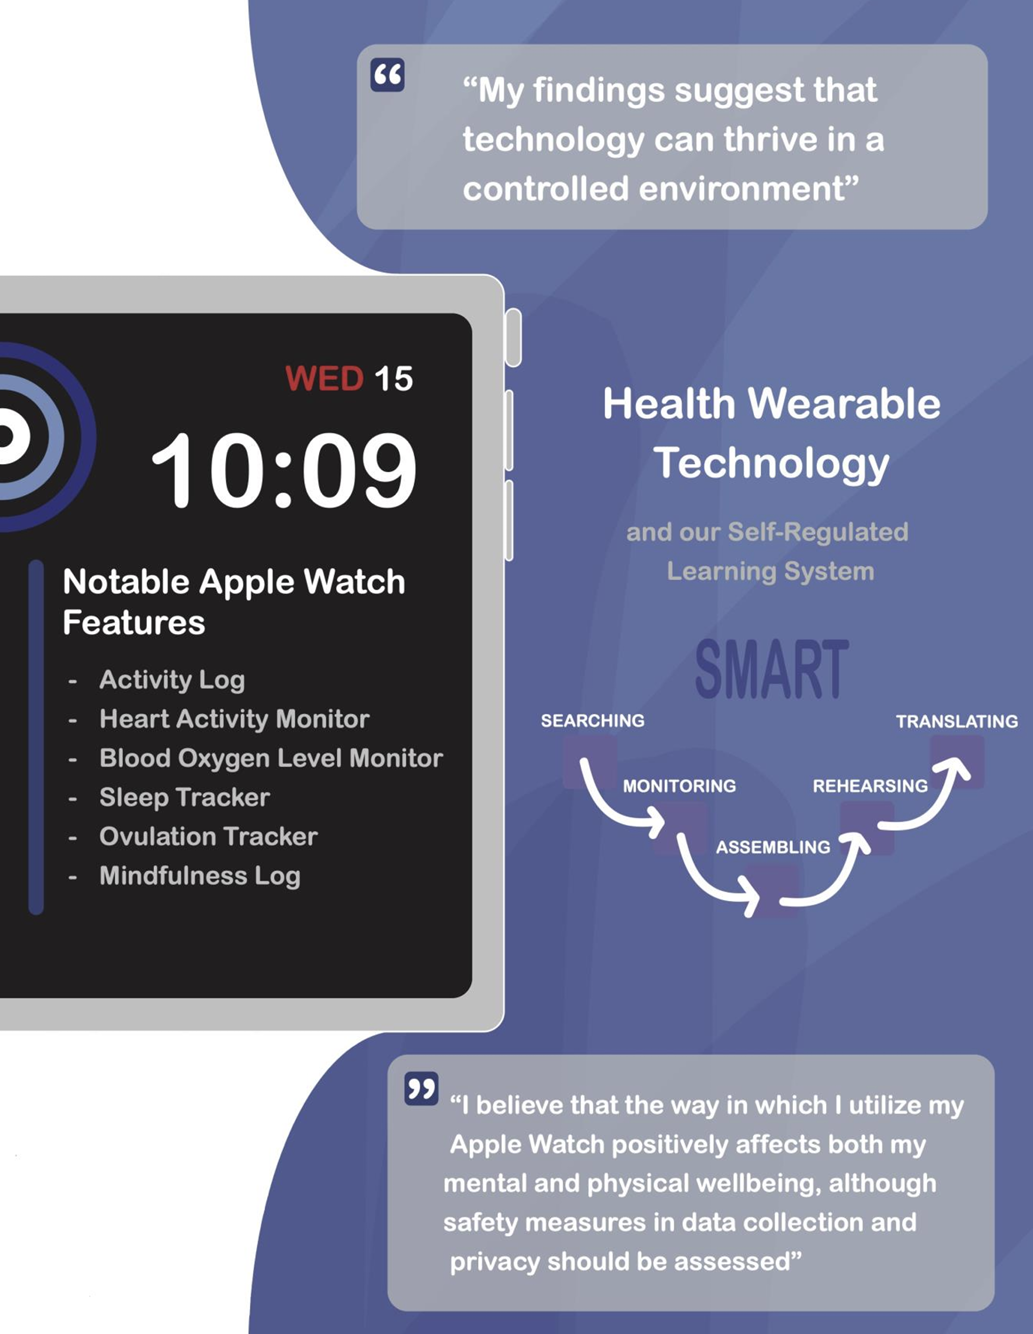 “My findings suggest that
technology can thrive in a
controlled environment”
WED 15
10:09
Notable Apple Watch
Features
- Activity Log
- Heart Activity Monitor
- Blood Oxygen Level Monitor
- Sleep Tracker
- Ovulation Tracker
- Mindfulness Log
Health Wearable
Technology
and our Self-Regulated
Learning System
SMART
SEARCHING
MONITORING
ASSEMBLING
REHEARSING
TRANSLATING
“I believe that the way in which I utilize my
Apple Watch positively affects both my
mental and physical wellbeing, although
safety measures in data collection and
privacy should be assessed”